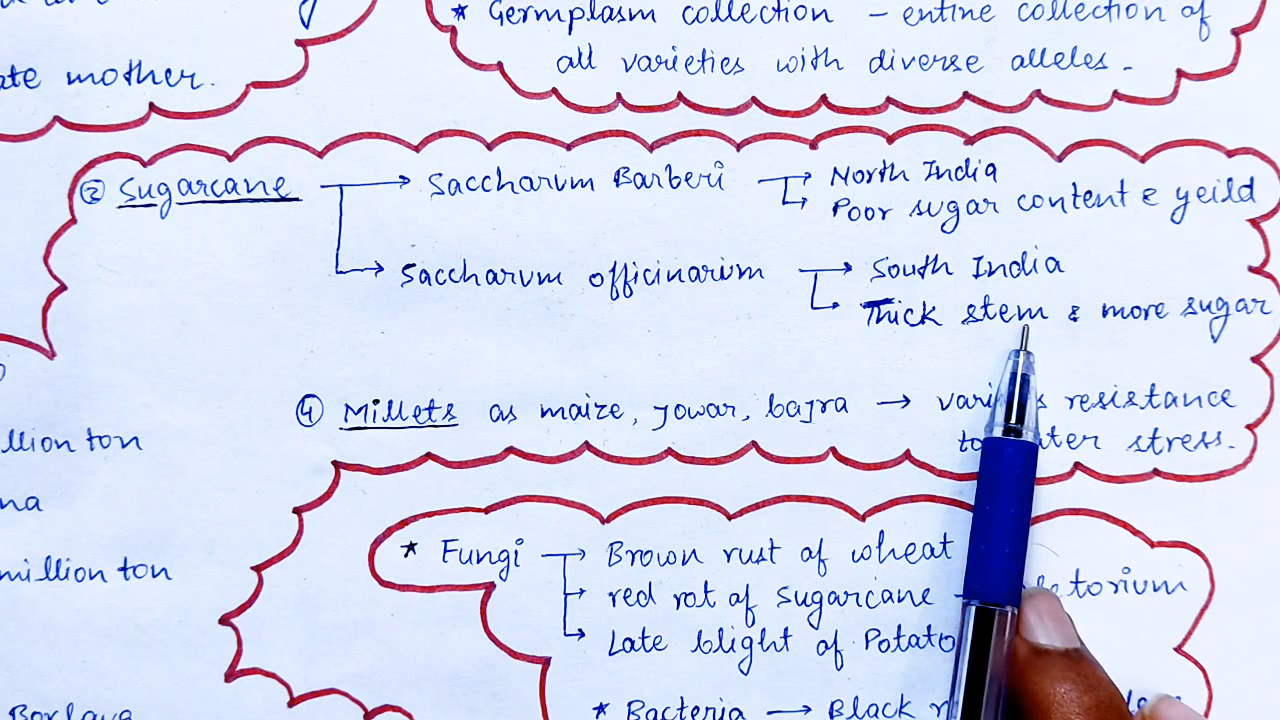 ate mother.
* Germplasm collection – entire collection of
all varieties with diverse alleles.
② Sugarcane → Saccharum Barberi → North India
→ Poor sugar content & yeild
→ Saccharum officinarum → South India
→ Thick stem & more sugar
④ Millets as maize, Jowar, bajra → resistance
stress.
llion ton
na
million ton
* Fungi → Brown rust of wheat
→ red rot of sugarcane –
→ Late blight of Potato
* Bacteria → Black
Borlaug